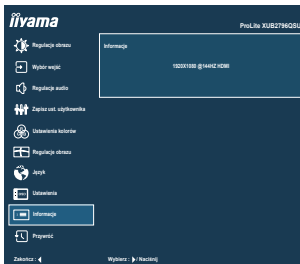 iiyama
ProLite XUB2796QSU
Regulacje obrazu
Informacje
Wybór wejść
1920X1080 @144HZ HDMI
Regulacje audio
Zapisz ust. użytkownika
Ustawienia kolorów
Regulacje obrazu
Język
Ustawienia
Informacje
Przywróć
Zakończ : Wybierz : / Naciśnij